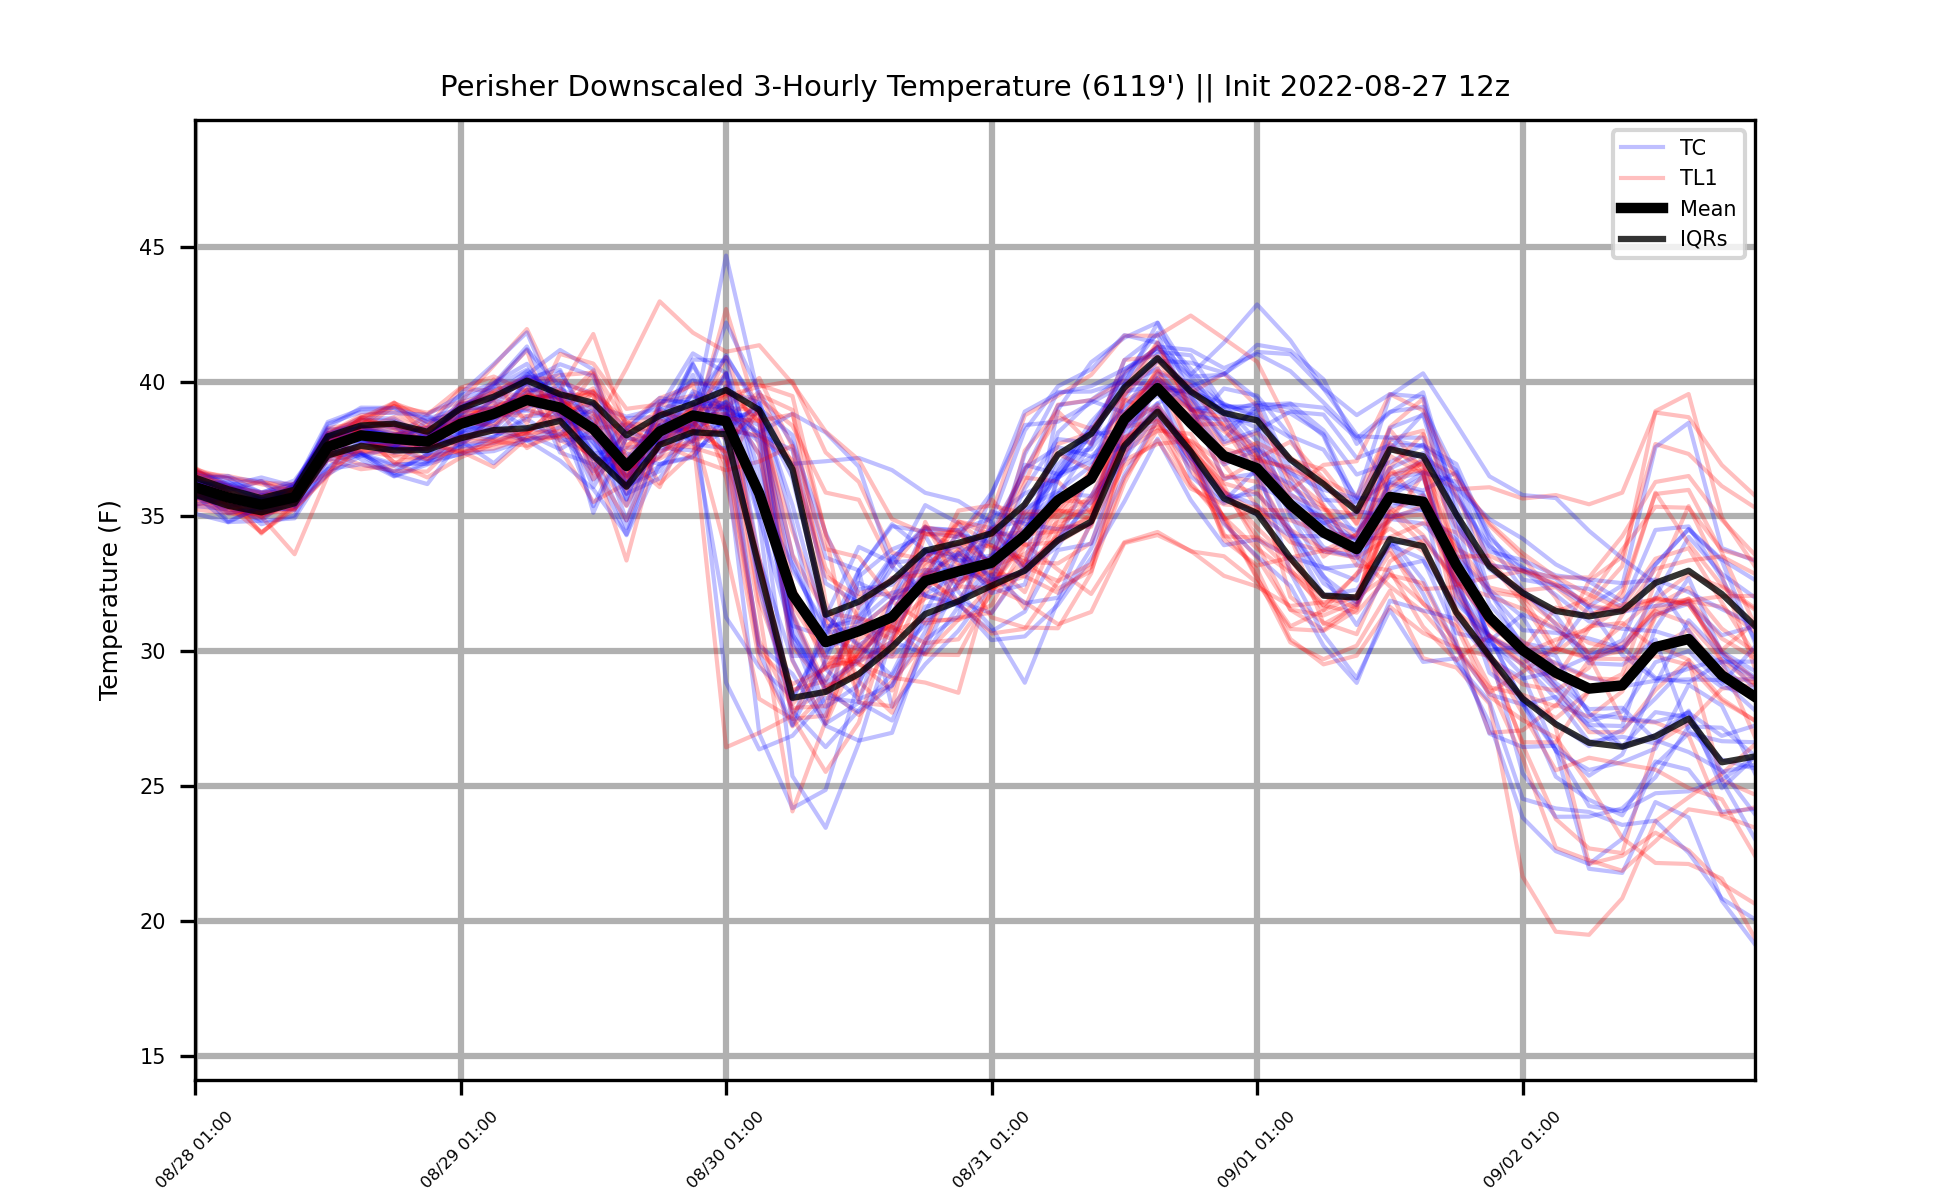 Perisher Downscaled 3-Hourly Temperature (6119') || Init 2022-08-27 12z
TC
TL1
Mean
IQRs
Temperature (F)
45
40
35
30
25
20
15
08/28 01:00
08/29 01:00
08/30 01:00
08/31 01:00
09/01 01:00
09/02 01:00